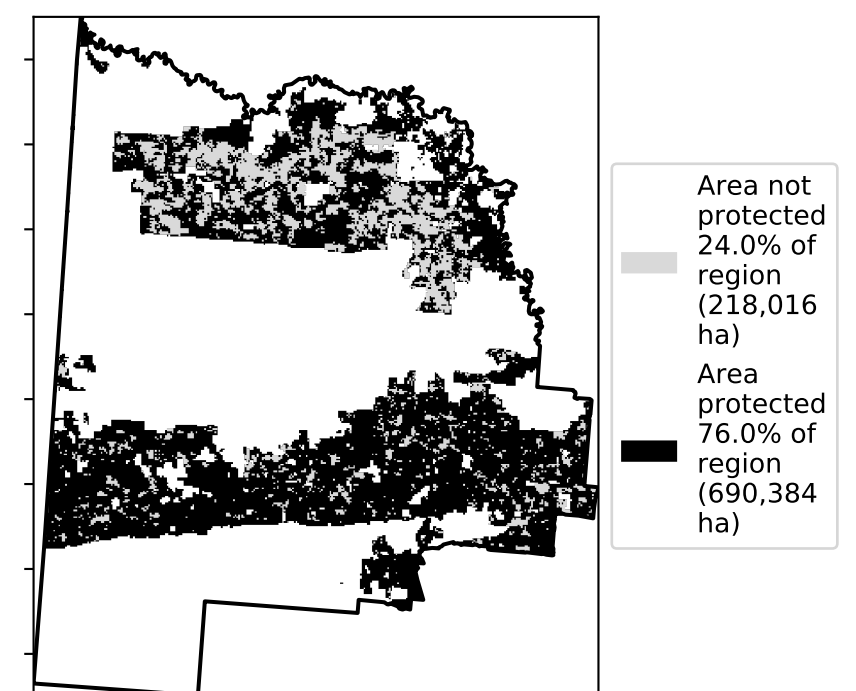 Area not
protected
24.0% of
region
(218,016
ha)
Area
protected
76.0% of
region
(690,384
ha)